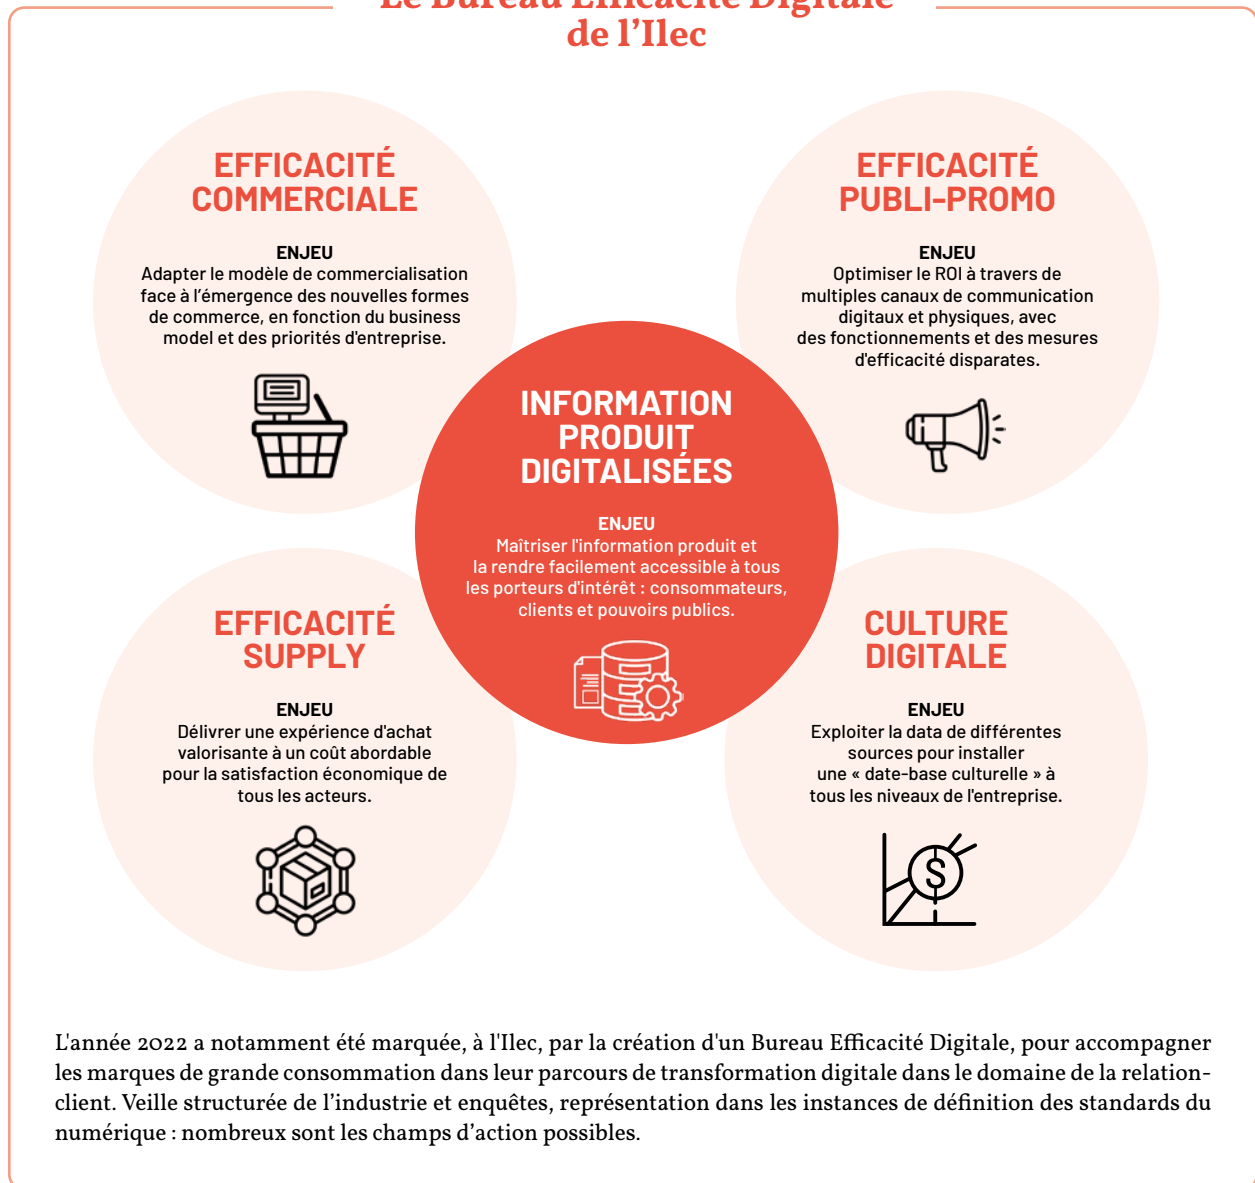 Le Bureau Efficacité Digitale
de l’Ilec
EFFICACITÉ
COMMERCIALE
ENJEU
Adapter le modèle de commercialisation
face à l’émergence des nouvelles formes
de commerce, en fonction du business
model et des priorités d'entreprise.
EFFICACITÉ
PUBLI-PROMO
ENJEU
Optimiser le ROI à travers de
multiples canaux de communication
digitaux et physiques, avec
des fonctionnements et des mesures
d'efficacité disparates.
INFORMATION
PRODUIT
DIGITALISÉES
ENJEU
Maîtriser l'information produit et
la rendre facilement accessible à tous
les porteurs d'intérêt : consommateurs,
clients et pouvoirs publics.
EFFICACITÉ
SUPPLY
ENJEU
Délivrer une expérience d'achat
valorisante à un coût abordable
pour la satisfaction économique de
tous les acteurs.
CULTURE
DIGITALE
ENJEU
Exploiter la data de différentes
sources pour installer
une « date-base culturelle » à
tous les niveaux de l'entreprise.
$
L'année 2022 a notamment été marquée, à l'Ilec, par la création d'un Bureau Efficacité Digitale, pour accompagner
les marques de grande consommation dans leur parcours de transformation digitale dans le domaine de la relation-
client. Veille structurée de l’industrie et enquêtes, représentation dans les instances de définition des standards du
numérique : nombreux sont les champs d’action possibles.